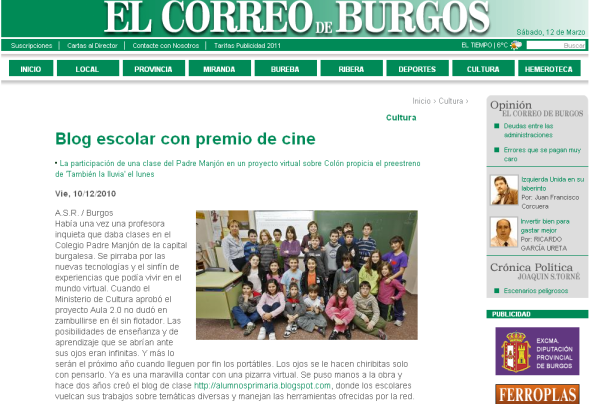 EL CORREO DE BURGOS
Sábado, 12 de Marzo
Suscripciones | Cartas al Director | Contacte con Nosotros | Tarifas Publicidad 2011
EL TIEMPO | 6°C
Buscar
INICIO
LOCAL
PROVINCIA
MIRANDA
BUREBA
RIBERA
DEPORTES
CULTURA
HEMEROTECA
Inicio > Cultura >
Cultura
Blog escolar con premio de cine
• La participación de una clase del Padre Manjón en un proyecto virtual sobre Colón propicia el preestreno
de 'También la lluvia' el lunes
Vie, 10/12/2010
A.S.R. / Burgos
Había una vez una profesora
inquieta que daba clases en el
Colegio Padre Manjón de la capital
burgalesa. Se pirraba por las
nuevas tecnologías y el sinfín de
experiencias que podía vivir en el
mundo virtual. Cuando el
Ministerio de Cultura aprobó el
proyecto Aula 2.0 no dudó en
zambullirse en él sin flotador. Las
posibilidades de enseñanza y de
aprendizaje que se abrían ante
sus ojos eran infinitas. Y más lo
serán el próximo año cuando lleguen por fin los portátiles. Los ojos se le hacen chiribitas solo
con pensarlo. Ya es una maravilla contar con una pizarra virtual. Se puso manos a la obra y
hace dos años creó el blog de clase http://alumnosprimaria.blogspot.com, donde los escolares
vuelcan sus trabajos sobre temáticas diversas y manejan las herramientas ofrecidas por la red.
Opinión
EL CORREO DE BURGOS
Deudas entre las
administraciones
Errores que se pagan muy
caro
Izquierda Unida en su
laberinto
Por: Juan Francisco
Corcuera
Invertir bien para
gastar mejor
Por: RICARDO
GARCÍA URETA
Crónica Política
JOAQUIN S.TORNÉ
Escenarios peligrosos
PUBLICIDAD
EXCMA.
DIPUTACIÓN
PROVINCIAL
DE BURGOS
FERROPLAS